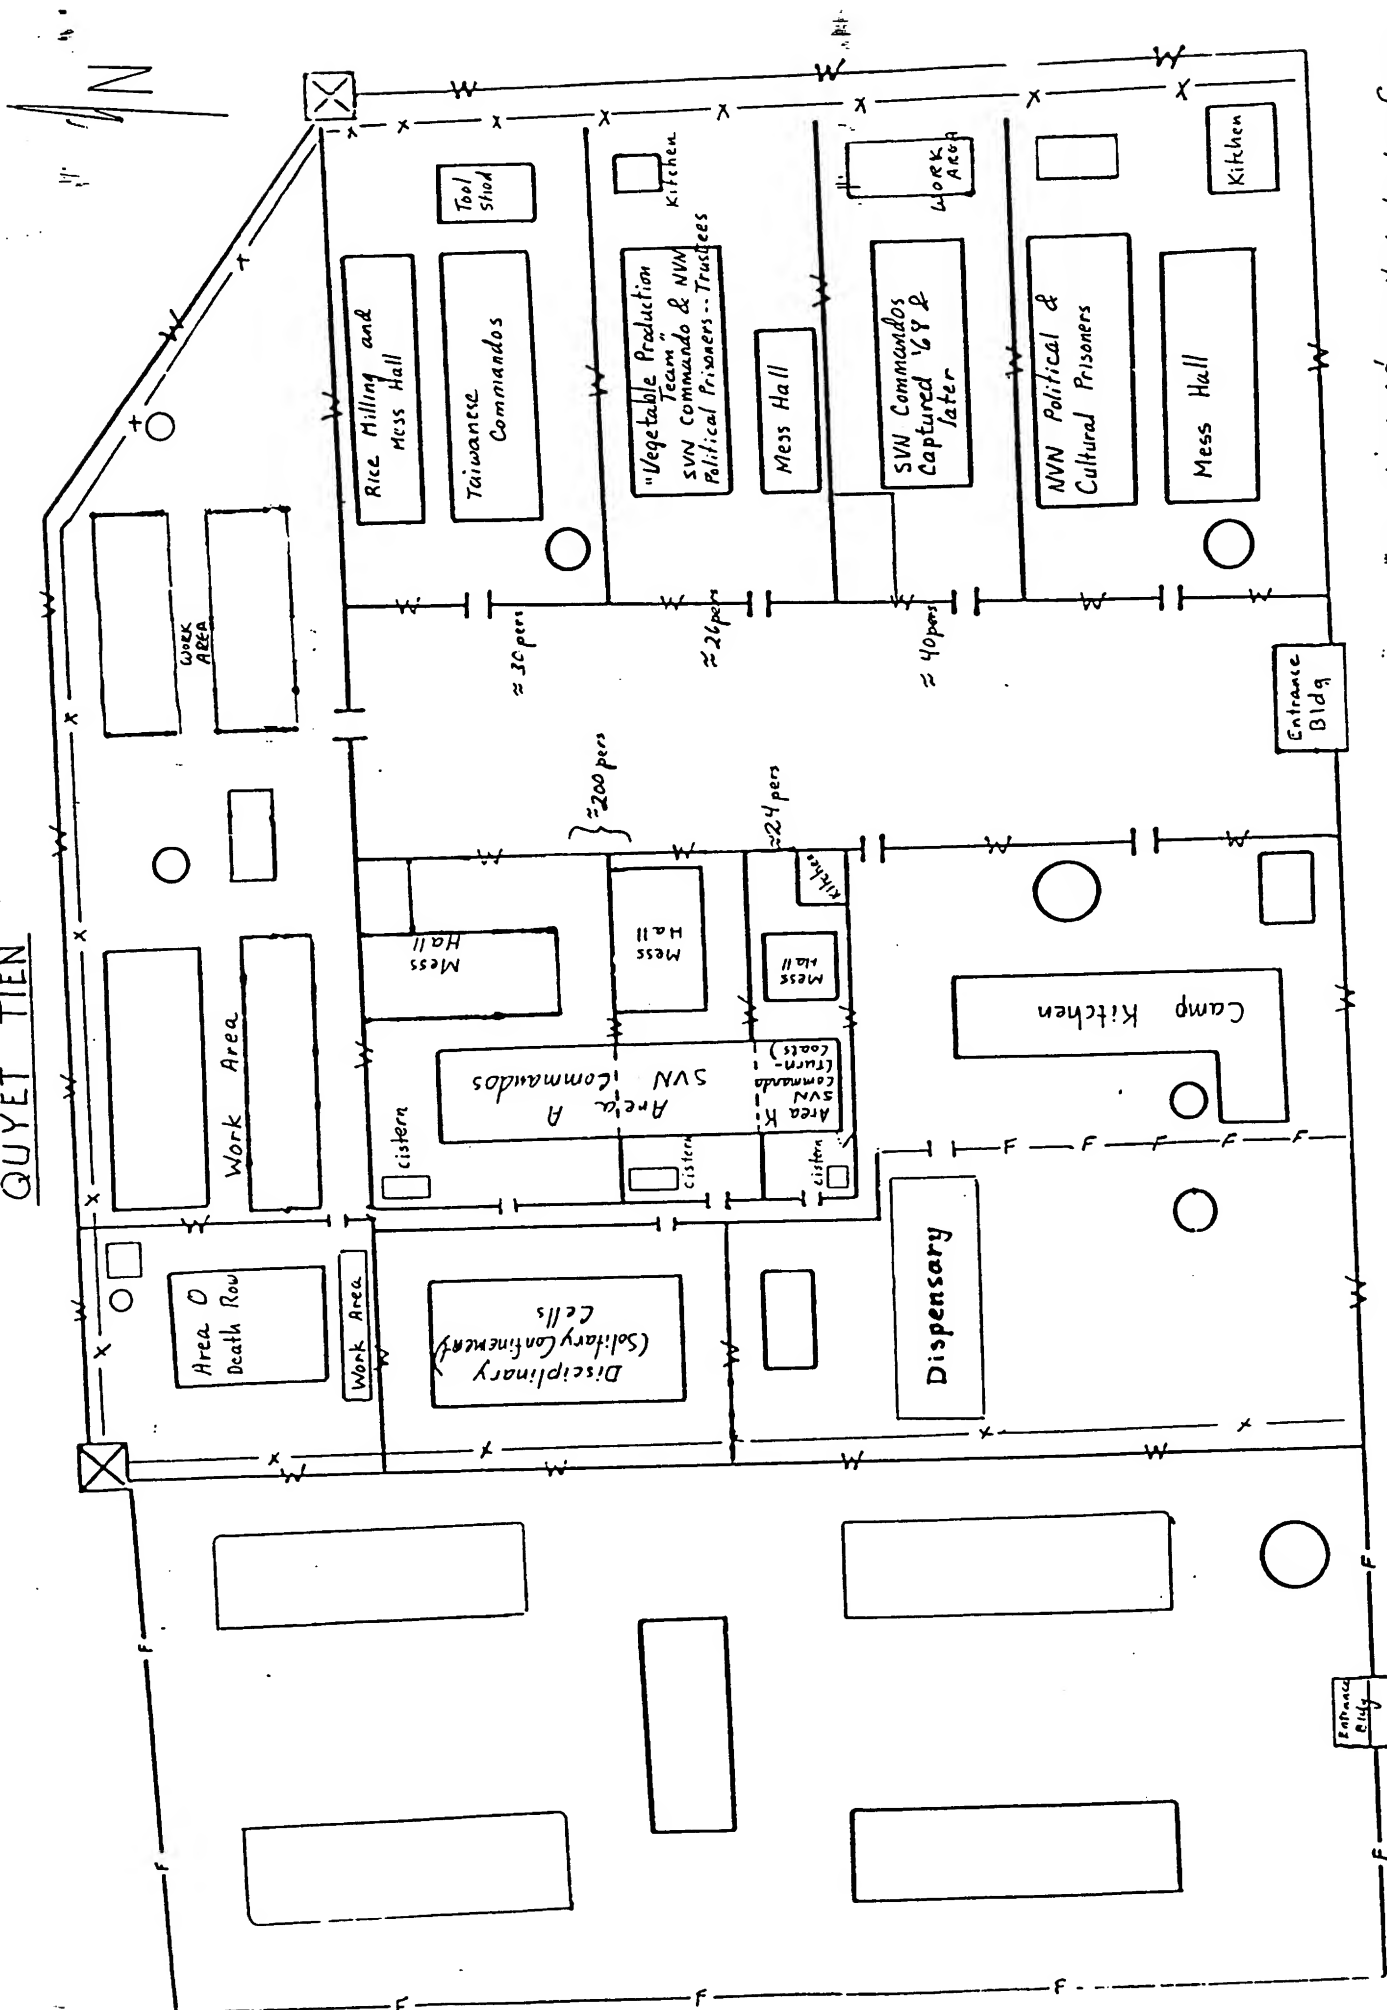 QUYET TIEN
N
Tool
Shed
Rice Milling and
Mess Hall
Taiwanese
Commandos
Kitchen
"Vegetable Production
Team"
SVN Commando & NVN
Political Prisoners--Trustees
Mess Hall
WORK
AREA
SVN Commandos
Captured '68 &
later
Kitchen
NVN Political &
Cultural Prisoners
Mess Hall
WORK
AREA
≈ 30 pers
≈ 26 pers
≈ 40 pers
Entrance
Bldg
≈200 pers
≈24 pers
Work Area
Mess
Hall
Mess
Hall
Mess
Hall
Kitchen
Camp Kitchen
Area A
SVN
Commandos
Area K
SVN
Commando
(Turn-
Coats)
Cistern
Cistern
Cistern
Area O
Death Row
Work Area
Disciplinary
(Solitary Confinement)
Cells
Dispensary
Entrance
Bldg